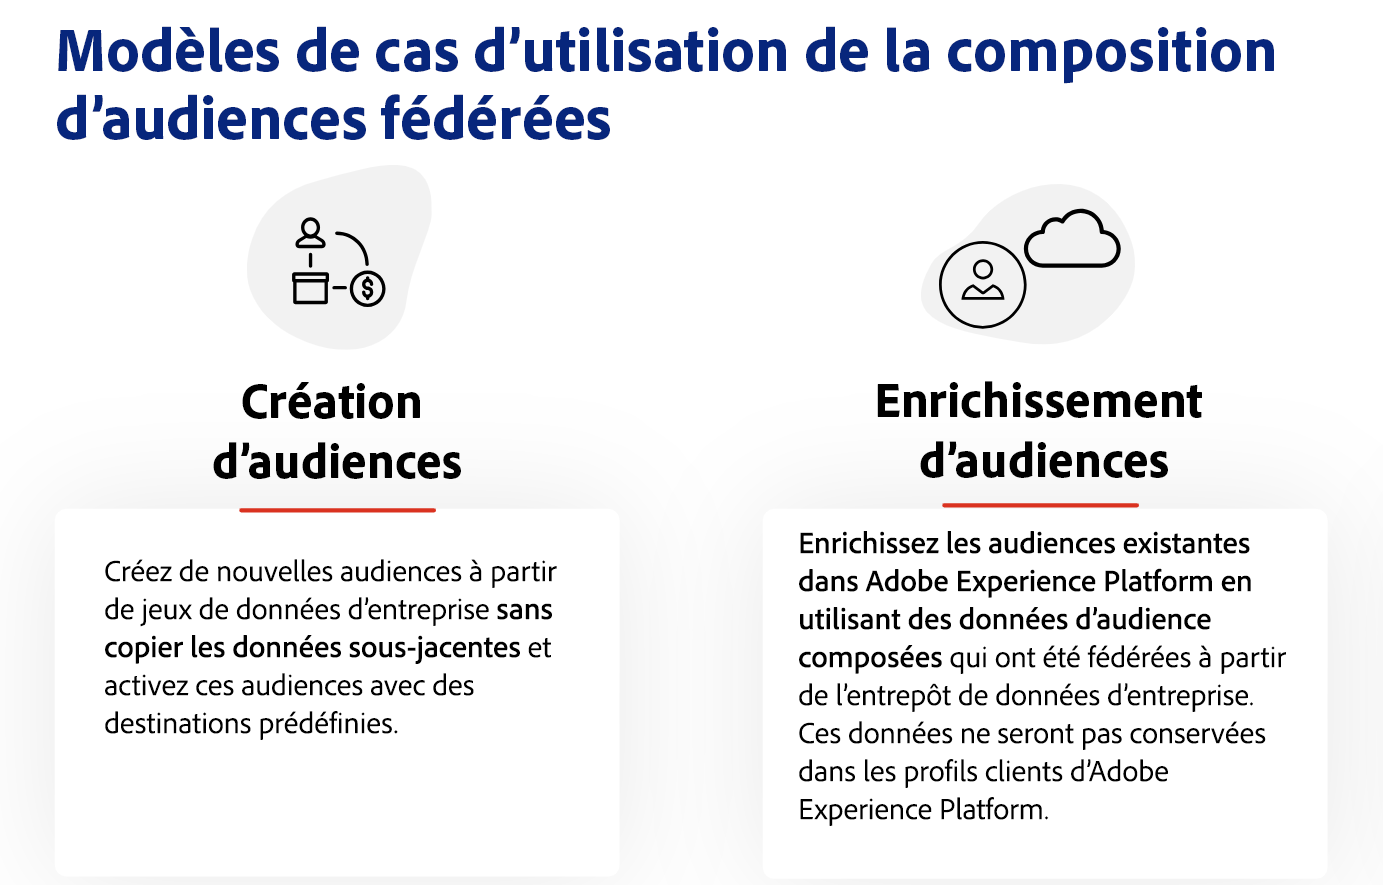 Modèles de cas d’utilisation de la composition
d’audiences fédérées
$
Création
d’audiences
Créez de nouvelles audiences à partir
de jeux de données d’entreprise sans
copier les données sous-jacentes et
activez ces audiences avec des
destinations prédéfinies.
Enrichissement
d’audiences
Enrichissez les audiences existantes
dans Adobe Experience Platform en
utilisant des données d’audience
composées qui ont été fédérées à partir
de l’entrepôt de données d’entreprise.
Ces données ne seront pas conservées
dans les profils clients d’Adobe
Experience Platform.